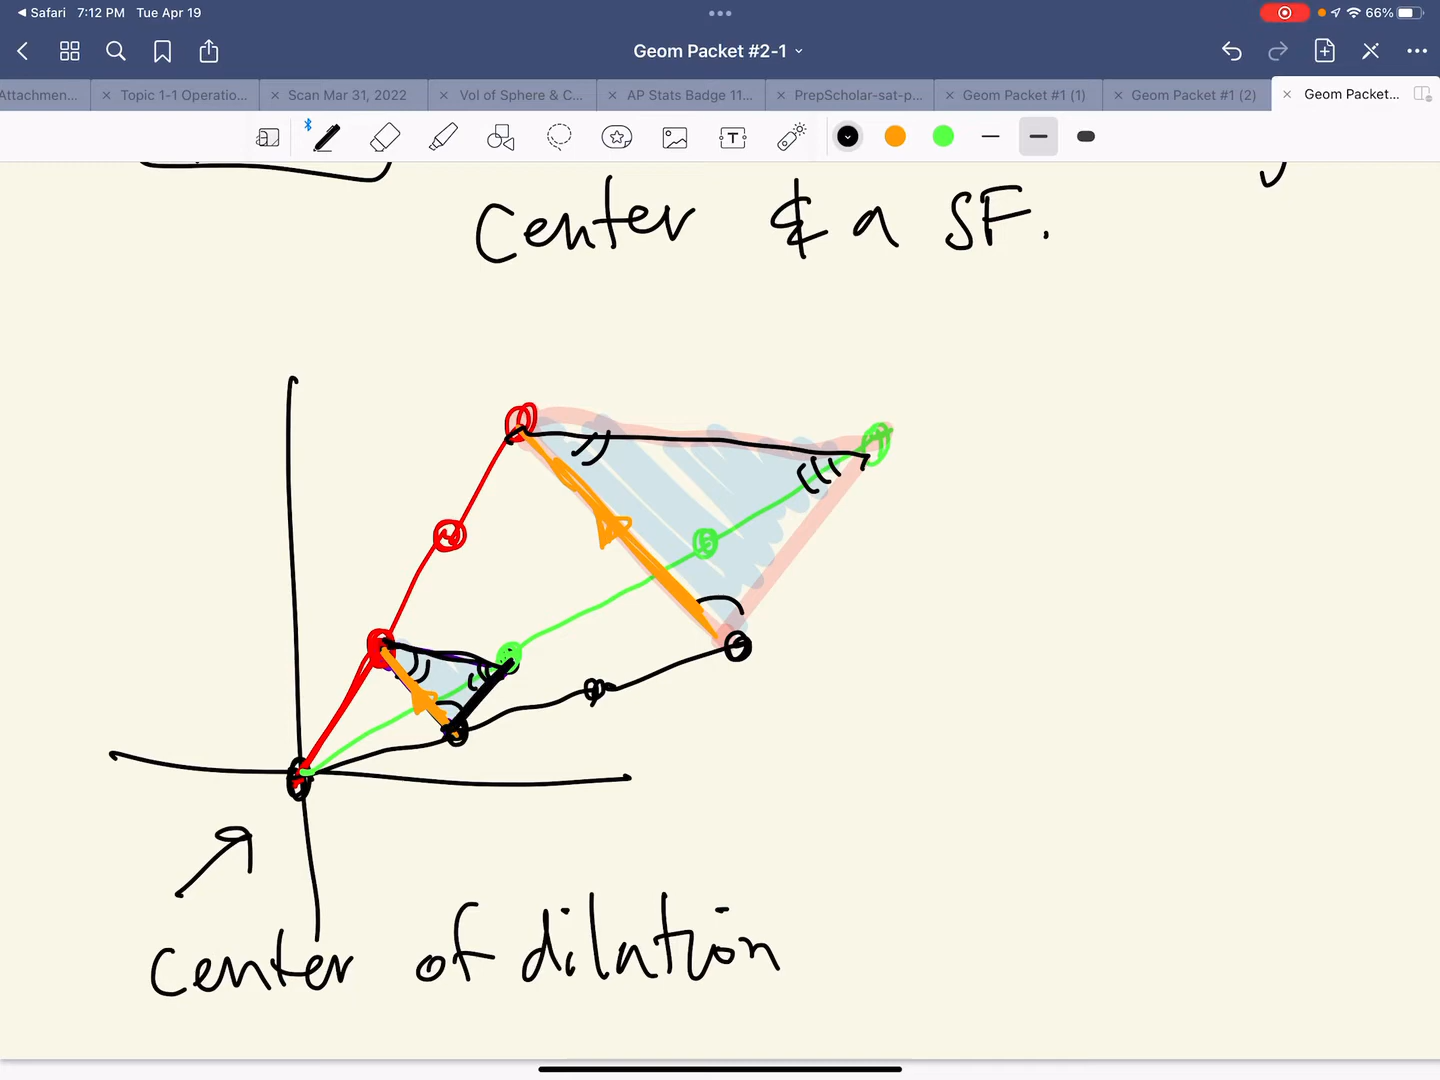 Safari 7:12 PM Tue Apr 19
66%
Geom Packet #2-1
Attachmen...
Topic 1-1 Operatio...
Scan Mar 31, 2022
Vol of Sphere & C...
AP Stats Badge 11...
PrepScholar-sat-p...
Geom Packet #1 (1)
Geom Packet #1 (2)
Geom Packet...
center & a SF.
center of dilation